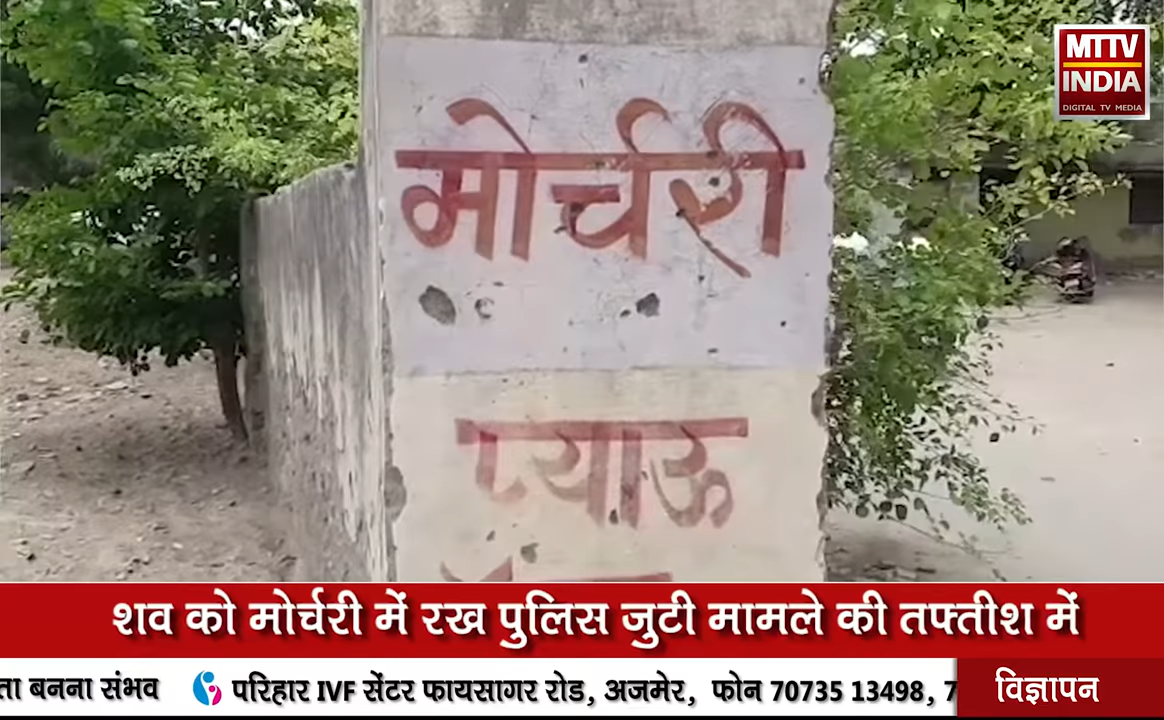 MTTV
INDIA
DIGITAL TV MEDIA
मोर्चरी
प्याऊ
शव को मोर्चरी में रख पुलिस जुटी मामले की तफ्तीश में
बनना संभव
परिहार IVF सेंटर फायसागर रोड, अजमेर, फोन 70735 13498, 7
विज्ञापन